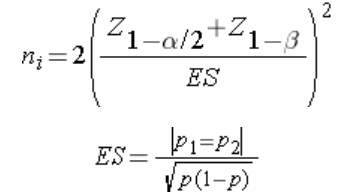 n_i = 2(Z_{1−α/2}+Z_{1−β} / ES)^2
ES = |p_1=p_2| / √p(1−p)